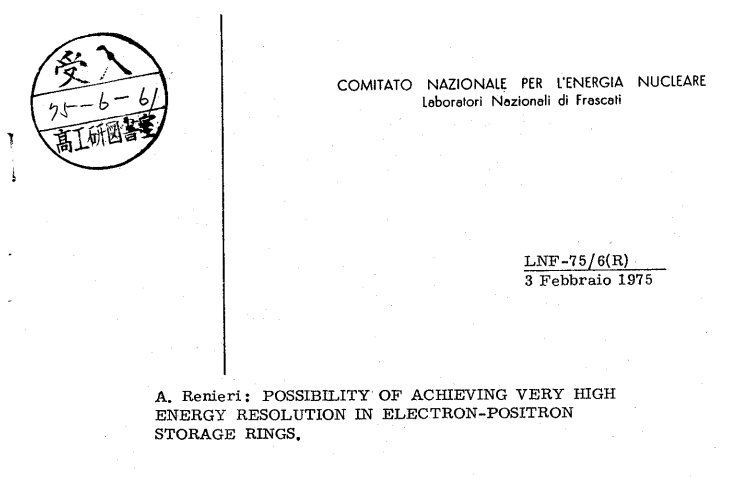 受入
75-6-6
高工研図書室
COMITATO NAZIONALE PER L'ENERGIA NUCLEARE
Laboratori Nazionali di Frascati
LNF-75/6(R)
3 Febbraio 1975
A. Renieri: POSSIBILITY OF ACHIEVING VERY HIGH
ENERGY RESOLUTION IN ELECTRON-POSITRON
STORAGE RINGS.